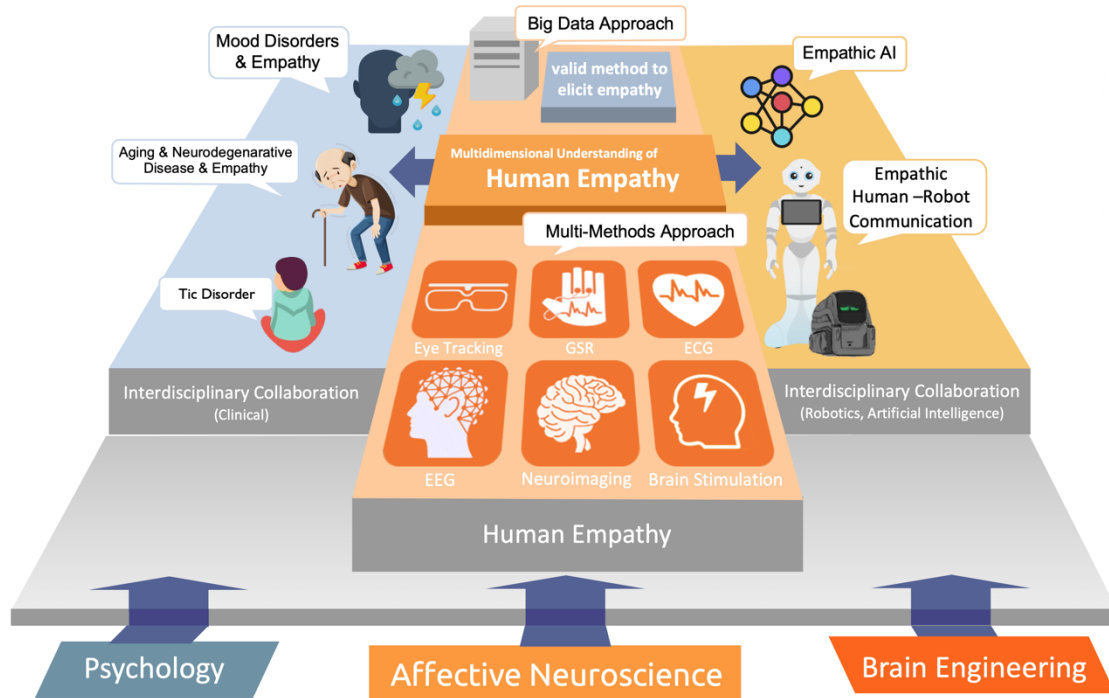 Big Data Approach
Mood Disorders
& Empathy
Empathic AI
valid method to
elicit empathy
Aging & Neurodegenarative
Disease & Empathy
Multidimensional Understanding of
Human Empathy
Empathic
Human –Robot
Communication
Multi-Methods Approach
Tic Disorder
Eye Tracking
GSR
ECG
Interdisciplinary Collaboration
(Clinical)
Interdisciplinary Collaboration
(Robotics, Artificial Intelligence)
EEG
Neuroimaging
Brain Stimulation
Human Empathy
Psychology
Affective Neuroscience
Brain Engineering